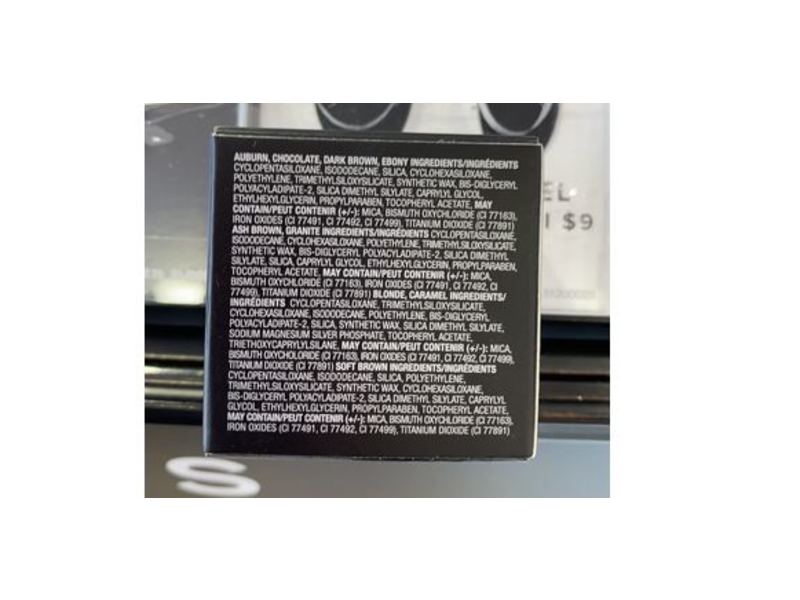 AUBURN, CHOCOLATE, DARK BROWN, EBONY INGREDIENTS/INGRÉDIENTS
CYCLOPENTASILOXANE, ISODODECANE, SILICA, CYCLOHEXASILOXANE,
POLYETHYLENE, TRIMETHYLSILOXYSILICATE, SYNTHETIC WAX, BIS-DIGLYCERYL
POLYACYLADIPATE-2, SILICA DIMETHYL SILYLATE, CAPRYLYL GLYCOL,
ETHYLHEXYLGLYCERIN, PROPYLPARABEN, TOCOPHERYL ACETATE, MAY
CONTAIN/PEUT CONTENIR (+/-): MICA, BISMUTH OXYCHLORIDE (CI 77163),
IRON OXIDES (CI 77491, CI 77492, CI 77499), TITANIUM DIOXIDE (CI 77891)
ASH BROWN, GRANITE INGREDIENTS/INGRÉDIENTS CYCLOPENTASILOXANE,
ISODODECANE, CYCLOHEXASILOXANE, POLYETHYLENE, TRIMETHYLSILOXYSILICATE,
SYNTHETIC WAX, BIS-DIGLYCERYL POLYACYLADIPATE-2, SILICA DIMETHYL
SILYLATE, SILICA, CAPRYLYL GLYCOL, ETHYLHEXYLGLYCERIN, PROPYLPARABEN,
TOCOPHERYL ACETATE, MAY CONTAIN/PEUT CONTENIR (+/-): MICA,
BISMUTH OXYCHLORIDE (CI 77163), IRON OXIDES (CI 77491, CI 77492, CI
77499), TITANIUM DIOXIDE (CI 77891) BLONDE, CARAMEL INGREDIENTS/
INGRÉDIENTS CYCLOPENTASILOXANE, TRIMETHYLSILOXYSILICATE,
CYCLOHEXASILOXANE, ISODODECANE, POLYETHYLENE, BIS-DIGLYCERYL
POLYACYLADIPATE-2, SILICA, SYNTHETIC WAX, SILICA DIMETHYL SILYLATE,
SODIUM MAGNESIUM SILVER PHOSPHATE, TOCOPHERYL ACETATE,
TRIETHOXYCAPRYLYLSILANE, MAY CONTAIN/PEUT CONTENIR (+/-): MICA,
BISMUTH OXYCHOLORIDE (CI 77163), IRON OXIDES (CI 77491, CI 77492, CI 77499),
TITANIUM DIOXIDE (CI 77891) SOFT BROWN INGREDIENTS/INGRÉDIENTS
CYCLOPENTASILOXANE, ISODODECANE, SILICA, POLYETHYLENE,
TRIMETHYLSILOXYSILICATE, SYNTHETIC WAX, CYCLOHEXASILOXANE,
BIS-DIGLYCERYL POLYACYLADIPATE-2, SILICA DIMETHYL SILYLATE, CAPRYLYL
GLYCOL, ETHYLHEXYLGLYCERIN, PROPYLPARABEN, TOCOPHERYL ACETATE,
MAY CONTAIN/PEUT CONTENIR (+/-): MICA, BISMUTH OXYCHLORIDE (CI 77163),
IRON OXIDES (CI 77491, CI 77492, CI 77499), TITANIUM DIOXIDE (CI 77891)
EL
$9
S